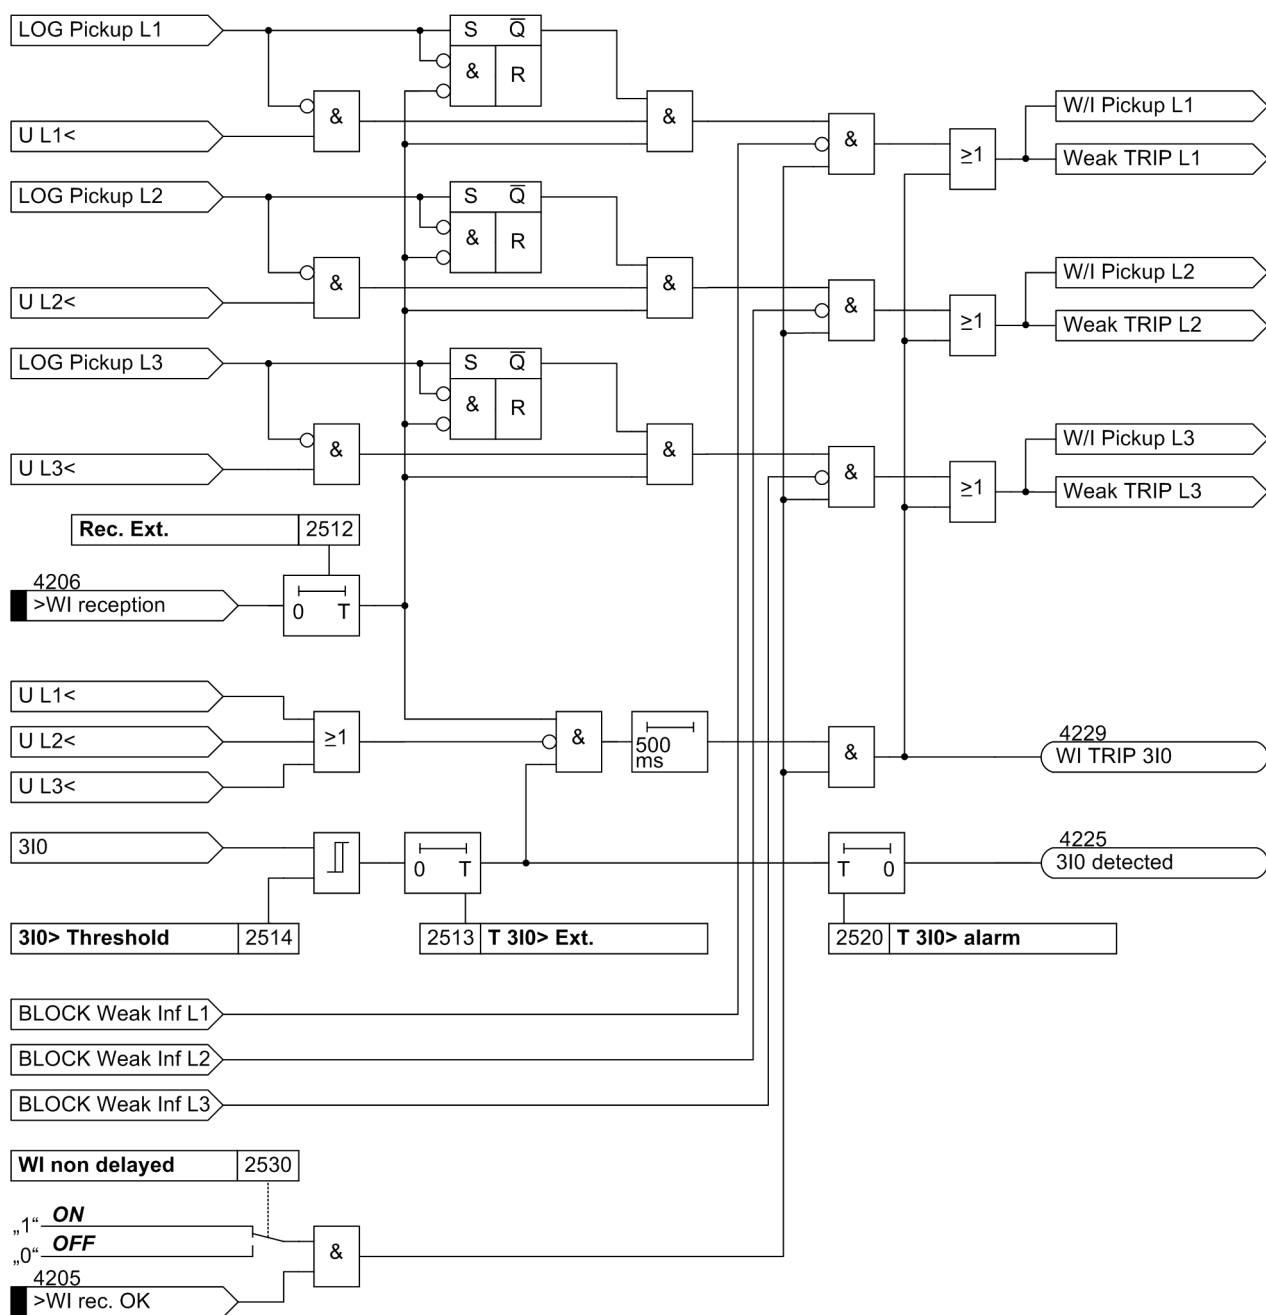 LOG Pickup L1
S Q̅
& R
&
&
&
≥1
W/I Pickup L1
U L1<
Weak TRIP L1
LOG Pickup L2
S Q̅
& R
&
&
&
≥1
W/I Pickup L2
U L2<
Weak TRIP L2
LOG Pickup L3
S Q̅
& R
&
&
&
≥1
W/I Pickup L3
U L3<
Weak TRIP L3
Rec. Ext. 2512
4206
>WI reception
0 T
U L1<
U L2<
U L3<
≥1
&
500
ms
&
4229
WI TRIP 3I0
3I0
0 T
T 0
4225
3I0 detected
3I0> Threshold 2514
2513 T 3I0> Ext.
2520 T 3I0> alarm
BLOCK Weak Inf L1
BLOCK Weak Inf L2
BLOCK Weak Inf L3
WI non delayed 2530
„1“ ON
„0“ OFF
&
4205
>WI rec. OK